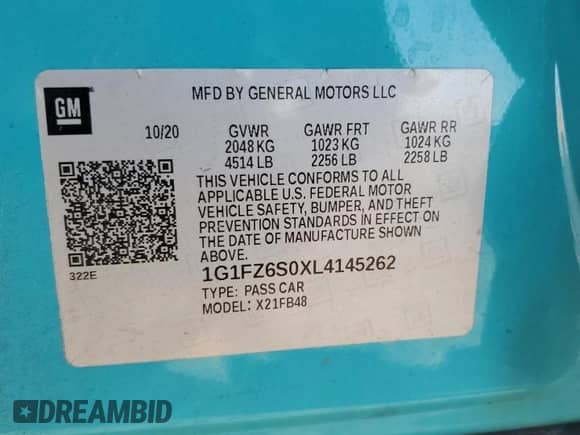 GM
MFD BY GENERAL MOTORS LLC
10/20 GVWR GAWR FRT GAWR RR
2048 KG 1023 KG 1024 KG
4514 LB 2256 LB 2258 LB
THIS VEHICLE CONFORMS TO ALL
APPLICABLE U.S. FEDERAL MOTOR
VEHICLE SAFETY, BUMPER, AND THEFT
PREVENTION STANDARDS IN EFFECT ON
THE DATE OF MANUFACTURE SHOWN
ABOVE.
322E
1G1FZ6S0XL4145262
TYPE: PASS CAR
MODEL: X21FB48
DREAMBID